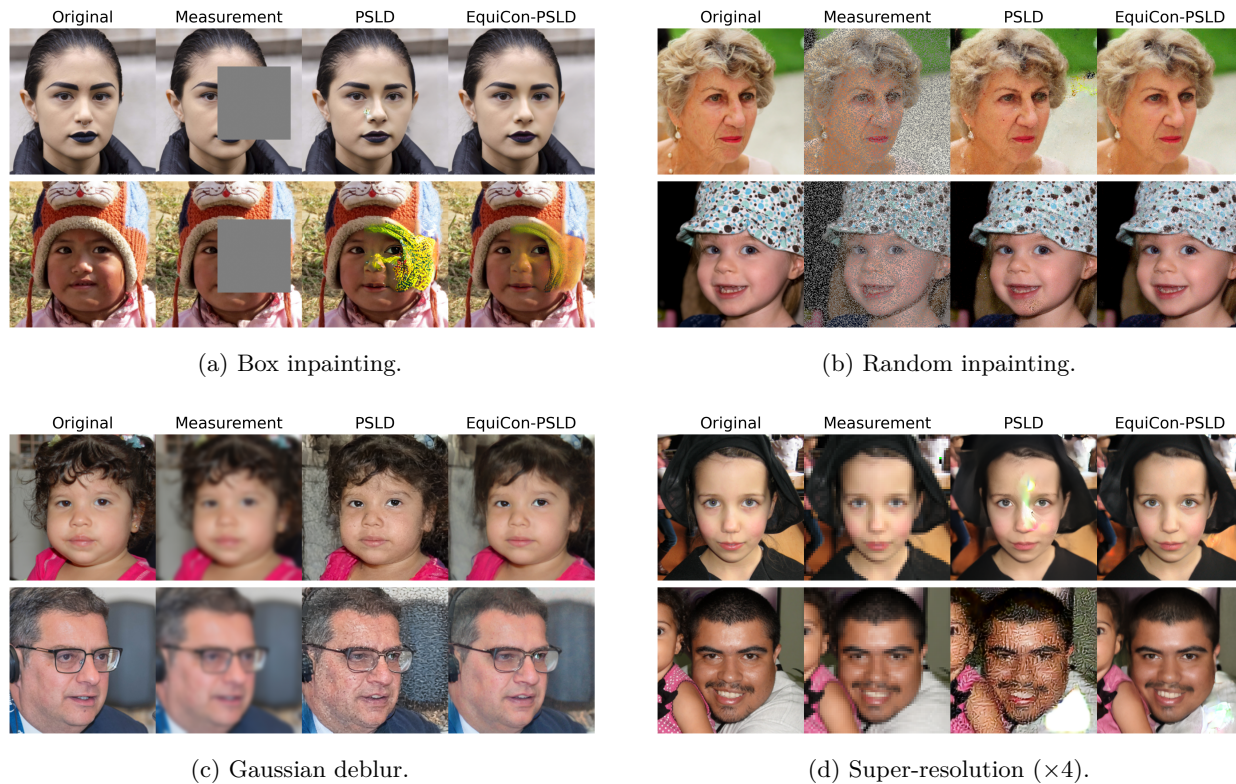 Original Measurement PSLD EquiCon-PSLD
Original Measurement PSLD EquiCon-PSLD
(a) Box inpainting.
(b) Random inpainting.
Original Measurement PSLD EquiCon-PSLD
Original Measurement PSLD EquiCon-PSLD
(c) Gaussian deblur.
(d) Super-resolution (×4).